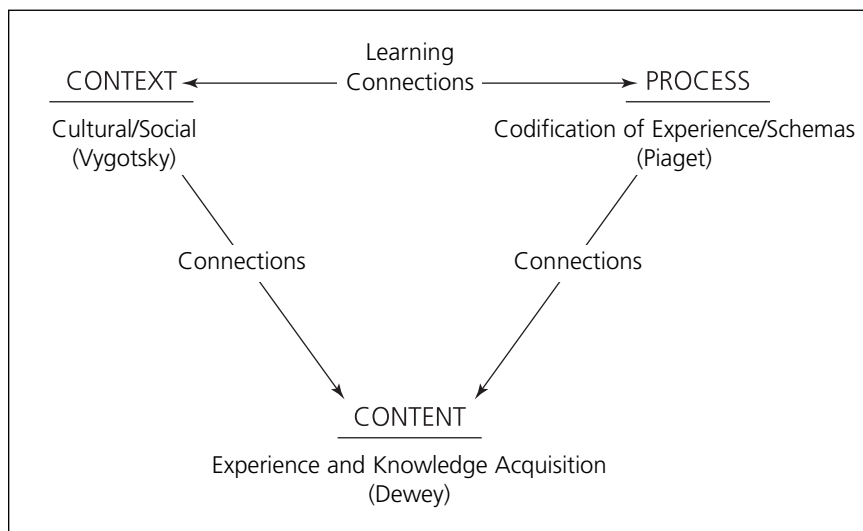 Learning
CONTEXT Connections PROCESS
Cultural/Social Codification of Experience/Schemas
(Vygotsky) (Piaget)
Connections Connections
CONTENT
Experience and Knowledge Acquisition
(Dewey)